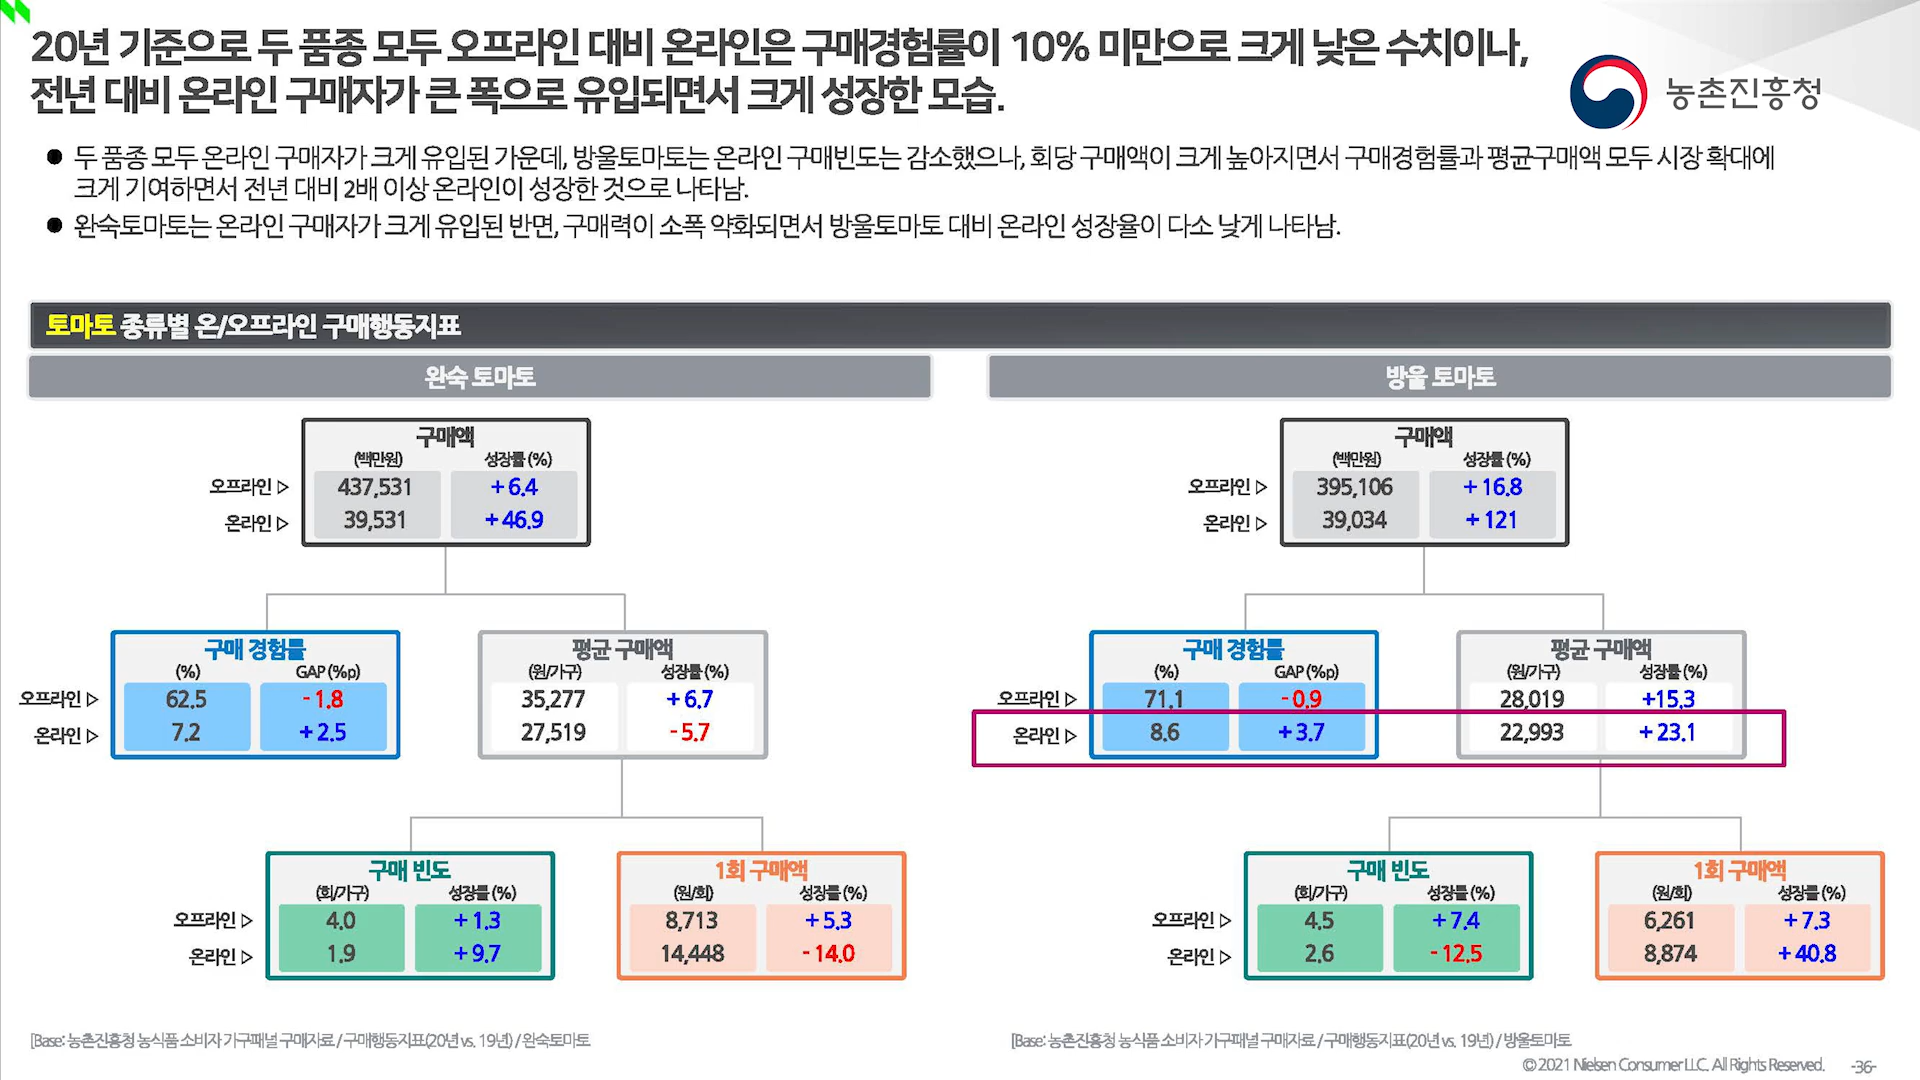 20년 기준으로 두 품종 모두 오프라인 대비 온라인은 구매경험률이 10% 미만으로 크게 낮은 수치이나,
전년 대비 온라인 구매자가 큰 폭으로 유입되면서 크게 성장한 모습.
농촌진흥청
● 두 품종 모두 온라인 구매자가 크게 유입된 가운데, 방울토마토는 온라인 구매빈도는 감소했으나, 회당 구매액이 크게 높아지면서 구매경험률과 평균구매액 모두 시장 확대에
크게 기여하면서 전년 대비 2배 이상 온라인이 성장한 것으로 나타남.
● 완숙토마토는 온라인 구매자가 크게 유입된 반면, 구매력이 소폭 약화되면서 방울토마토 대비 온라인 성장율이 다소 낮게 나타남.
토마토 종류별 온/오프라인 구매행동지표
완숙 토마토
구매액
(백만원) 성장률 (%)
오프라인 ▷ 437,531 +6.4
온라인 ▷ 39,531 +46.9
구매 경험률
(%) GAP (%p)
오프라인 ▷ 62.5 -1.8
온라인 ▷ 7.2 +2.5
평균 구매액
(원/가구) 성장률 (%)
35,277 +6.7
27,519 -5.7
구매 빈도
(회/가구) 성장률 (%)
오프라인 ▷ 4.0 +1.3
온라인 ▷ 1.9 +9.7
1회 구매액
(원/회) 성장률 (%)
8,713 +5.3
14,448 -14.0
[Base: 농촌진흥청 농식품 소비자 가구패널 구매자료 / 구매행동지표(20년 vs. 19년) / 완숙토마토
방울 토마토
구매액
(백만원) 성장률 (%)
오프라인 ▷ 395,106 +16.8
온라인 ▷ 39,034 +121
구매 경험률
(%) GAP (%p)
오프라인 ▷ 71.1 -0.9
온라인 ▷ 8.6 +3.7
평균 구매액
(원/가구) 성장률 (%)
28,019 +15.3
22,993 +23.1
구매 빈도
(회/가구) 성장률 (%)
오프라인 ▷ 4.5 +7.4
온라인 ▷ 2.6 -12.5
1회 구매액
(원/회) 성장률 (%)
6,261 +7.3
8,874 +40.8
[Base: 농촌진흥청 농식품 소비자 가구패널 구매자료 / 구매행동지표(20년 vs. 19년) / 방울토마토
© 2021 Nielsen Consumer LLC. All Rights Reserved. -36-